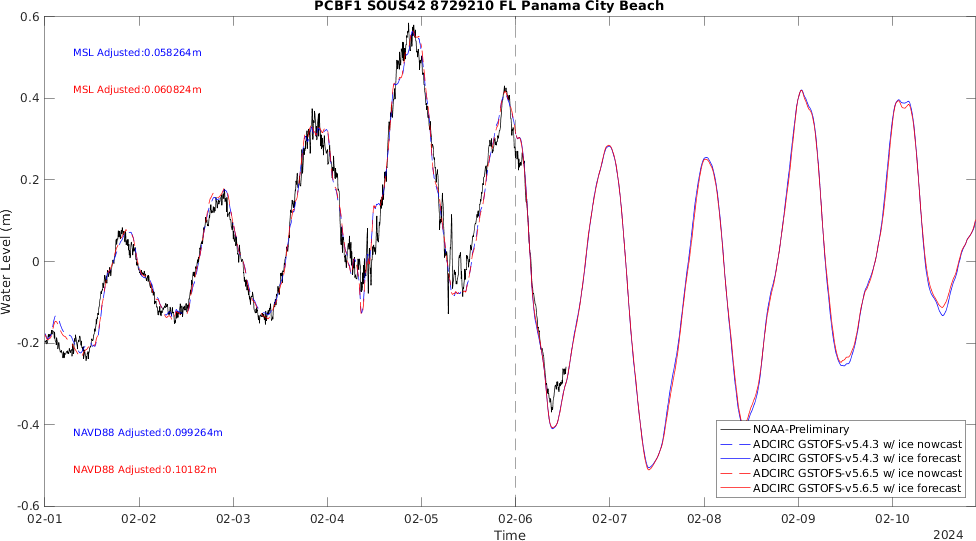 PCBF1 SOUS42 8729210 FL Panama City Beach
0.6
MSL Adjusted:0.058264m
MSL Adjusted:0.060824m
0.4
0.2
0
-0.2
-0.4
-0.6
Water Level (m)
NAVD88 Adjusted:0.099264m
NAVD88 Adjusted:0.10182m
NOAA-Preliminary
ADCIRC GSTOFS-v5.4.3 w/ ice nowcast
ADCIRC GSTOFS-v5.4.3 w/ ice forecast
ADCIRC GSTOFS-v5.6.5 w/ ice nowcast
ADCIRC GSTOFS-v5.6.5 w/ ice forecast
02-01 02-02 02-03 02-04 02-05 02-06 02-07 02-08 02-09 02-10
Time
2024